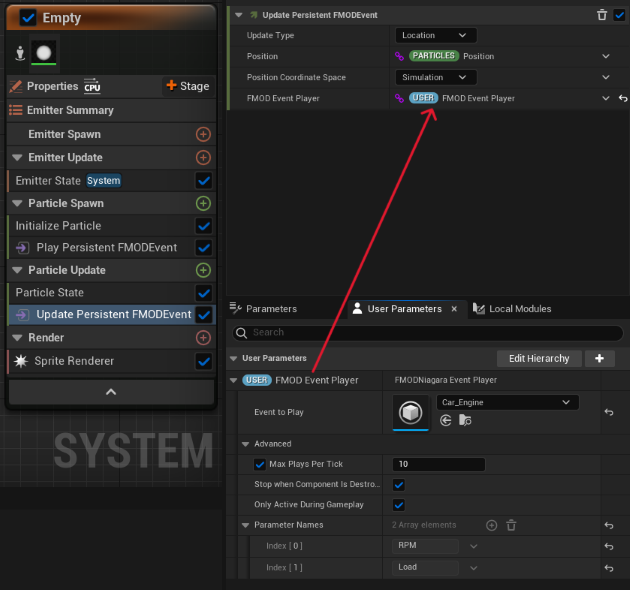 Empty
Properties CPU Stage
Emitter Summary
Emitter Spawn
Emitter Update
Emitter State System
Particle Spawn
Initialize Particle
Play Persistent FMODEvent
Particle Update
Particle State
Update Persistent FMODEvent
Render
Sprite Renderer
SYSTEM
Update Persistent FMODEvent
Update Type Location
Position PARTICLES Position
Position Coordinate Space Simulation
FMOD Event Player USER FMOD Event Player
Parameters User Parameters × Local Modules
Search
User Parameters Edit Hierarchy
USER FMOD Event Player FMODNiagara Event Player
Event to Play Car_Engine
Advanced
Max Plays Per Tick 10
Stop when Component Is Destro...
Only Active During Gameplay
Parameter Names 2 Array elements
Index [ 0 ] RPM
Index [ 1 ] Load